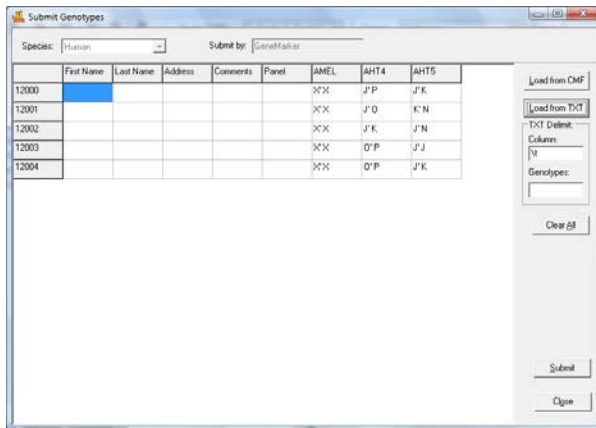 Submit Genotypes
Species: Human Submit by: GeneMarker
First Name Last Name Address Comments Panel AMEL AHT4 AHT5
12000 X'X J'P J'K
12001 X'X J'O K'N
12002 X'X J'K J'N
12003 X'X O'P J'J
12004 X'X O'P J'K
Load from CMF
Load from TXT
TXT Delimit:
Column:
\t
Genotypes:
Clear All
Submit
Close